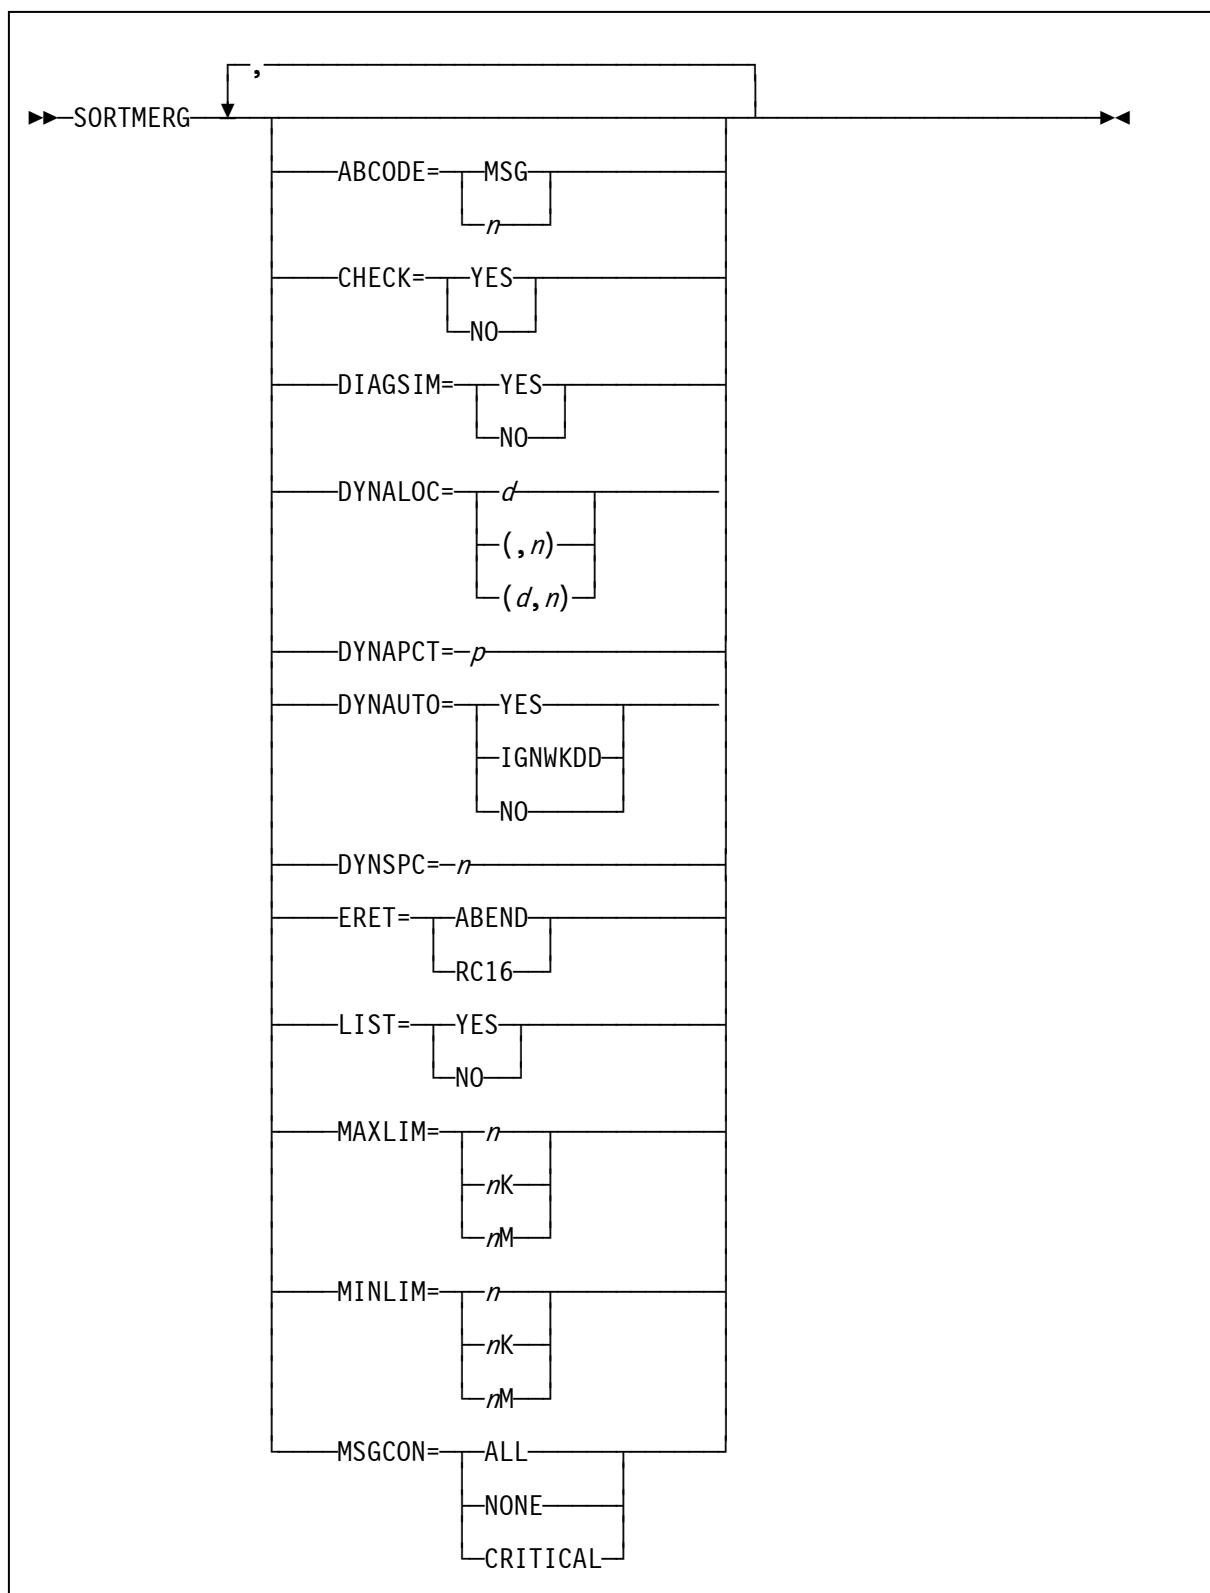 ,
SORTMERG
ABCODE= MSG
n
CHECK= YES
NO
DIAGSIM= YES
NO
DYNALOC= d
(,n)
(d,n)
DYNAPCT= p
DYNAUTO= YES
IGNWKDD
NO
DYNSPC= n
ERET= ABEND
RC16
LIST= YES
NO
MAXLIM= n
nK
nM
MINLIM= n
nK
nM
MSGCON= ALL
NONE
CRITICAL